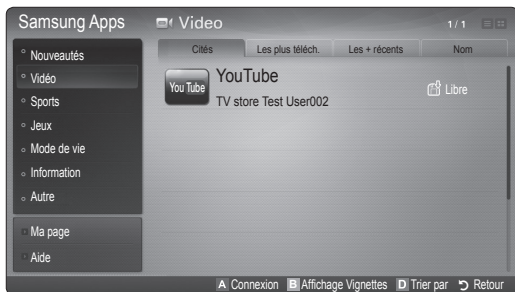 Samsung Apps
Video
1/1
Nouveautés
Vidéo
Sports
Jeux
Mode de vie
Information
Autre
Ma page
Aide
Cités
Les plus téléch.
Les + récents
Nom
You Tube
YouTube
TV store Test User002
Libre
A Connexion B Affichage Vignettes D Trier par Retour